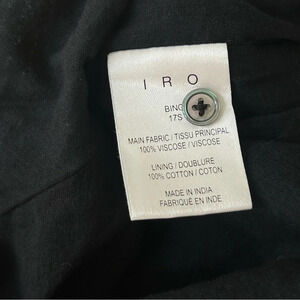 IRO
BING
17S
MAIN FABRIC / TISSU PRINCIPAL
100% VISCOSE / VISCOSE
LINING / DOUBLURE
100% COTTON / COTON
MADE IN INDIA
FABRIQUÉ EN INDE